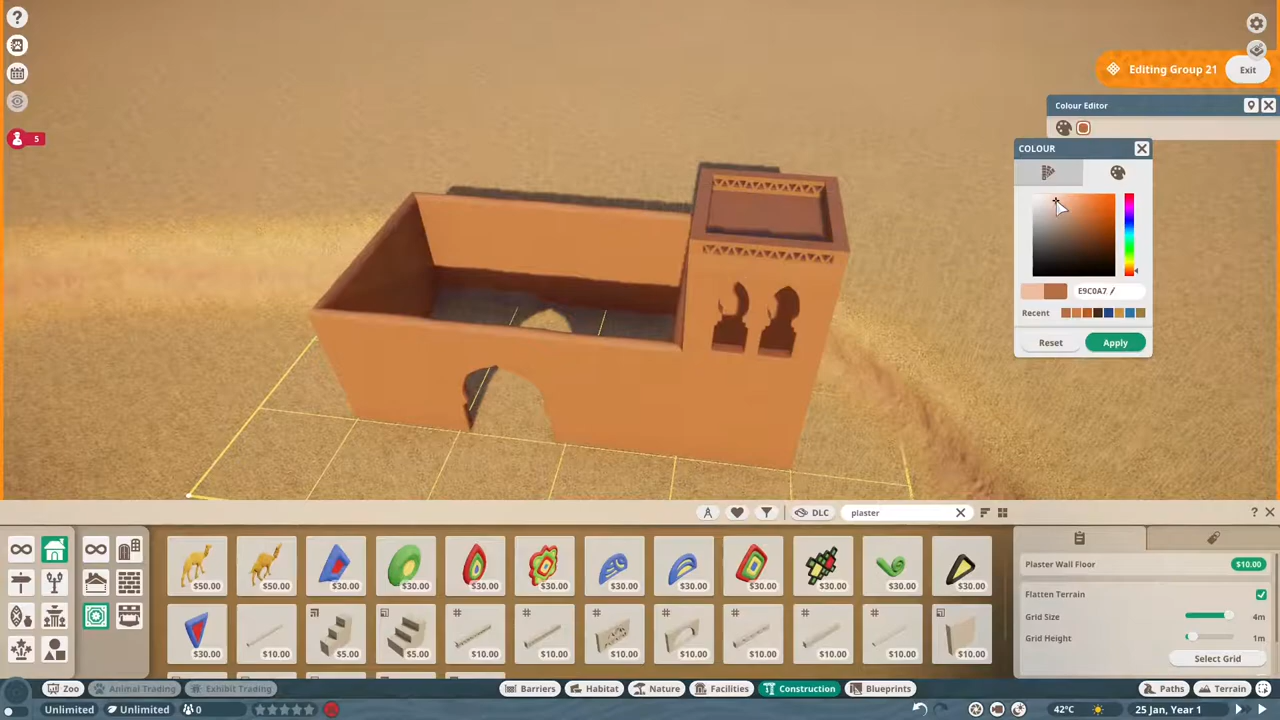 ?
Editing Group 21
Exit
Colour Editor
5
COLOUR
E9C0A7
Recent
Reset
Apply
DLC
plaster
?
$50.00
$50.00
$30.00
$30.00
$30.00
$30.00
$30.00
$30.00
$30.00
$30.00
$30.00
$30.00
$30.00
$10.00
$5.00
$5.00
$10.00
$10.00
$10.00
$10.00
$10.00
$10.00
$10.00
$10.00
Plaster Wall Floor
$10.00
Flatten Terrain
Grid Size
4m
Grid Height
1m
Select Grid
Zoo
Animal Trading
Exhibit Trading
Barriers
Habitat
Nature
Facilities
Construction
Blueprints
Paths
Terrain
Unlimited
Unlimited
0
42°C
25 Jan, Year 1